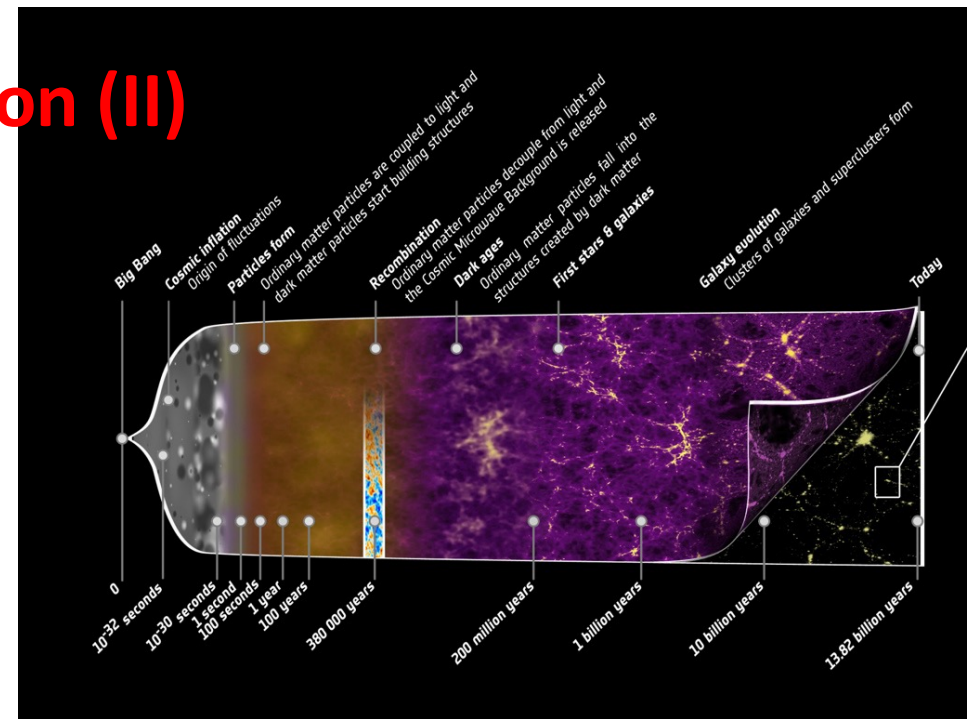 on (II)
Big Bang
Cosmic inflation
Origin of fluctuations
Particles form
Ordinary matter particles are coupled to light and
dark matter particles start building structures
Recombination
Ordinary matter particles decouple from light and
the Cosmic Microwave Background is released
Dark ages
Ordinary matter particles fall into the
structures created by dark matter
First stars & galaxies
Galaxy evolution
Clusters of galaxies and superclusters form
Today
0
10⁻³² seconds
10⁻³⁰ seconds
1 second
100 seconds
1 year
100 years
380 000 years
200 million years
1 billion years
10 billion years
13.82 billion years